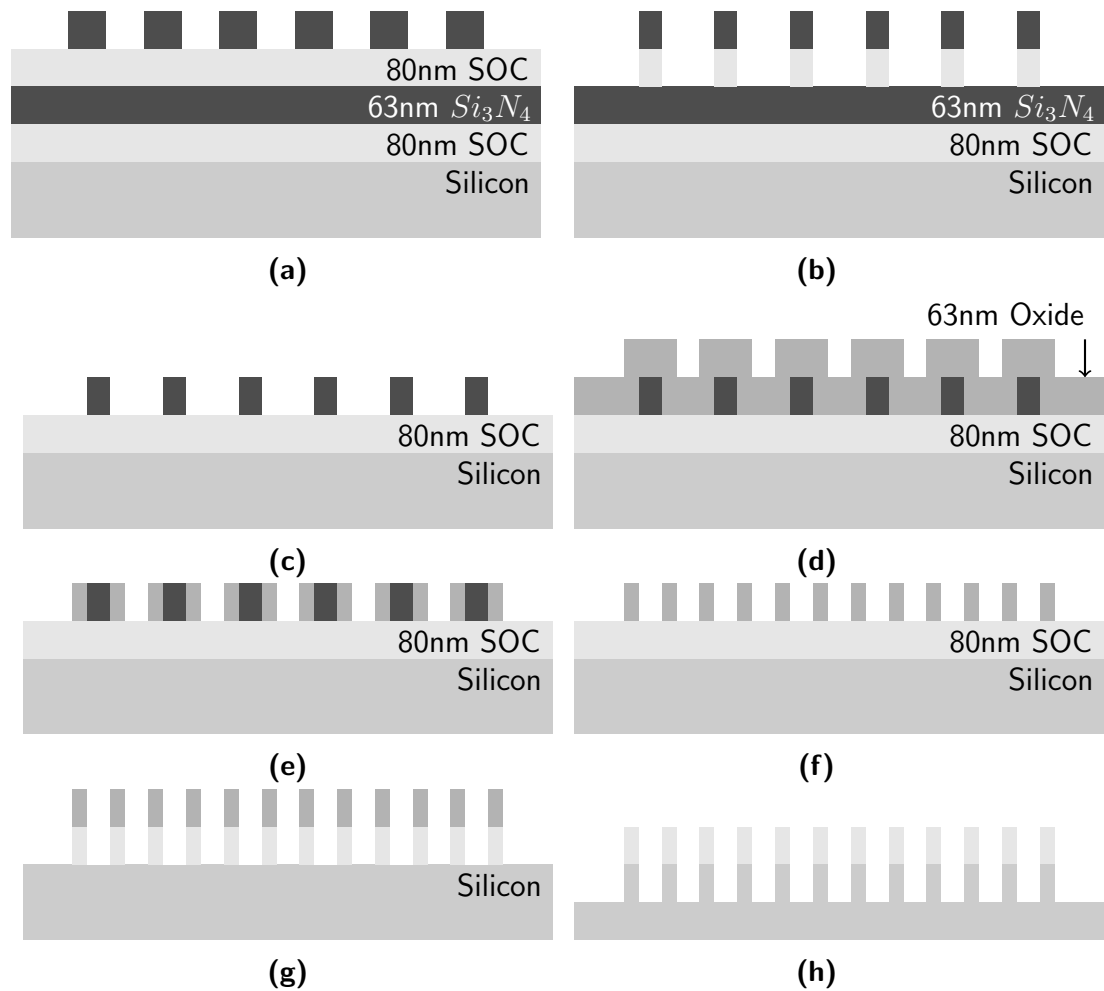 80nm SOC
63nm Si₃N₄
80nm SOC
Silicon
(a)
63nm Si₃N₄
80nm SOC
Silicon
(b)
80nm SOC
Silicon
(c)
63nm Oxide
80nm SOC
Silicon
(d)
80nm SOC
Silicon
(e)
80nm SOC
Silicon
(f)
Silicon
(g)
(h)